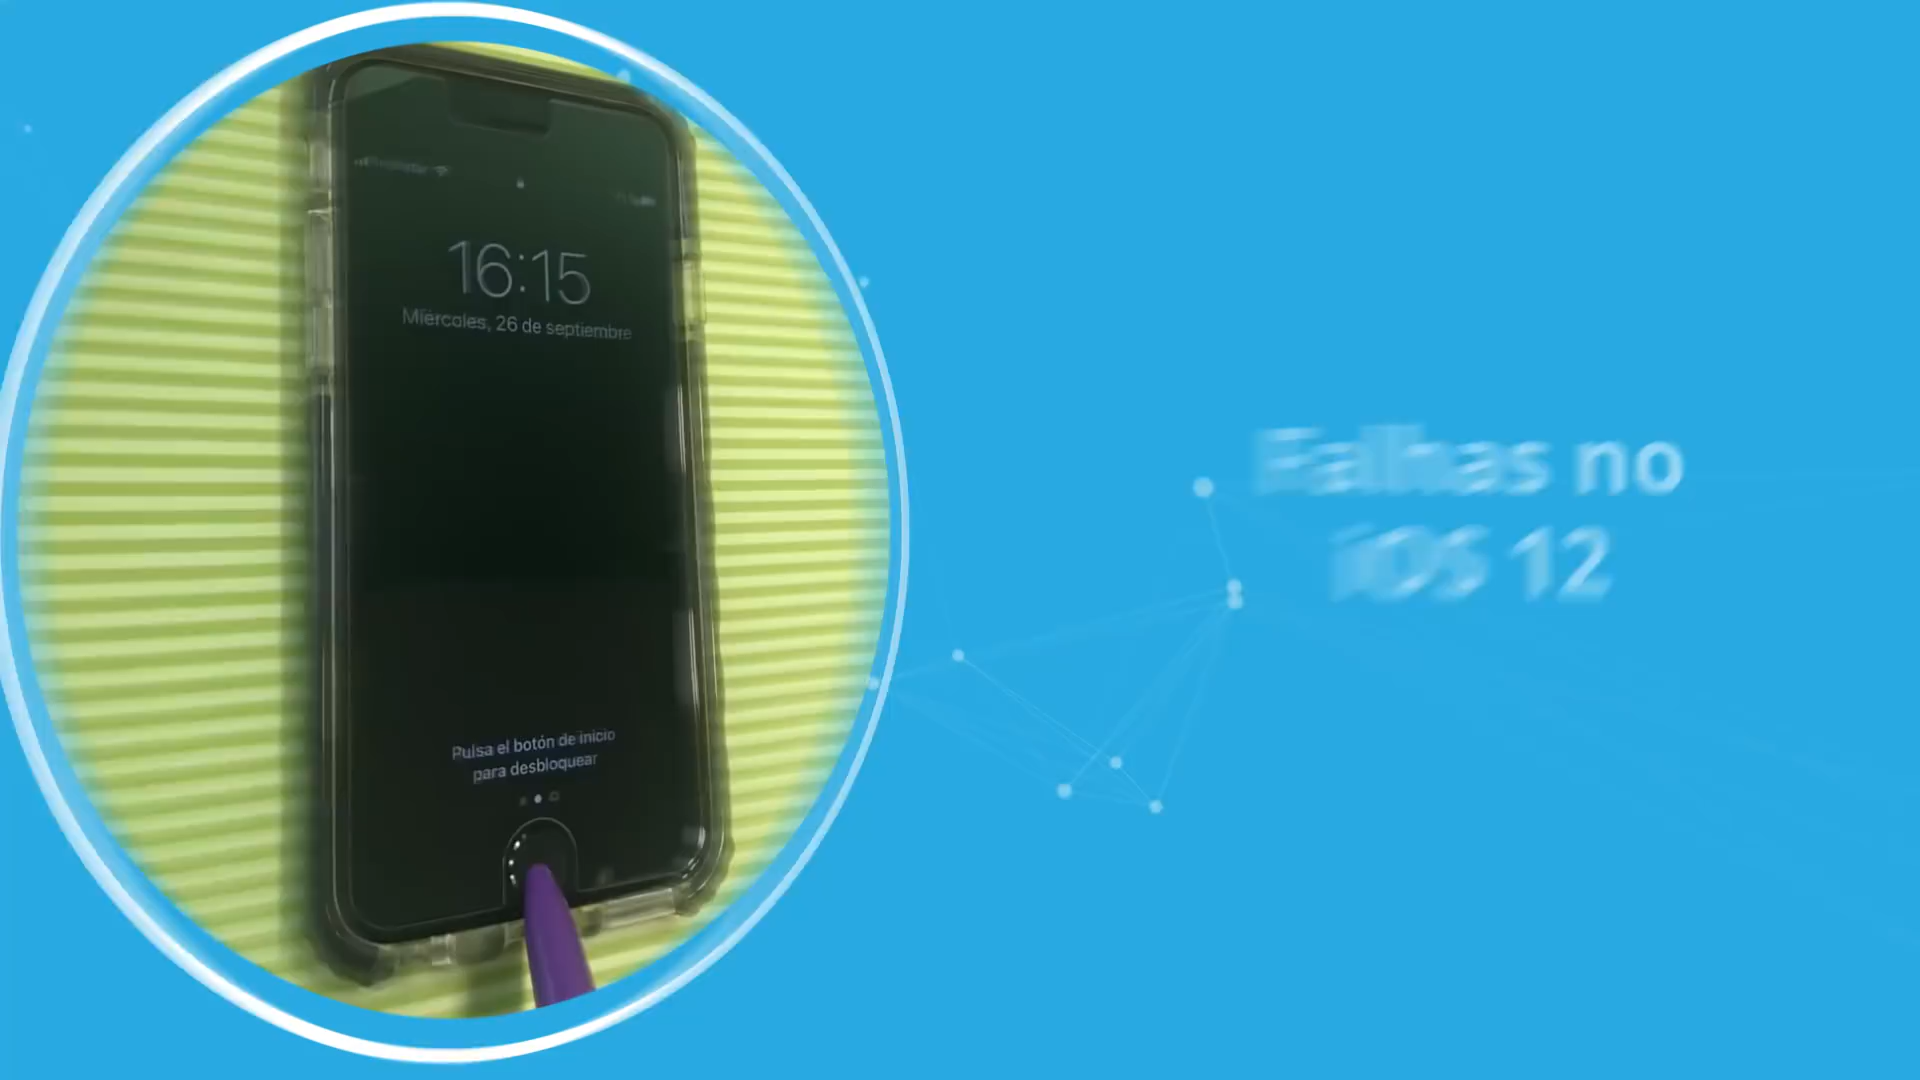 16:15
Miércoles, 26 de septiembre
Pulsa el botón de inicio
para desbloquear
Falhas no
iOS 12